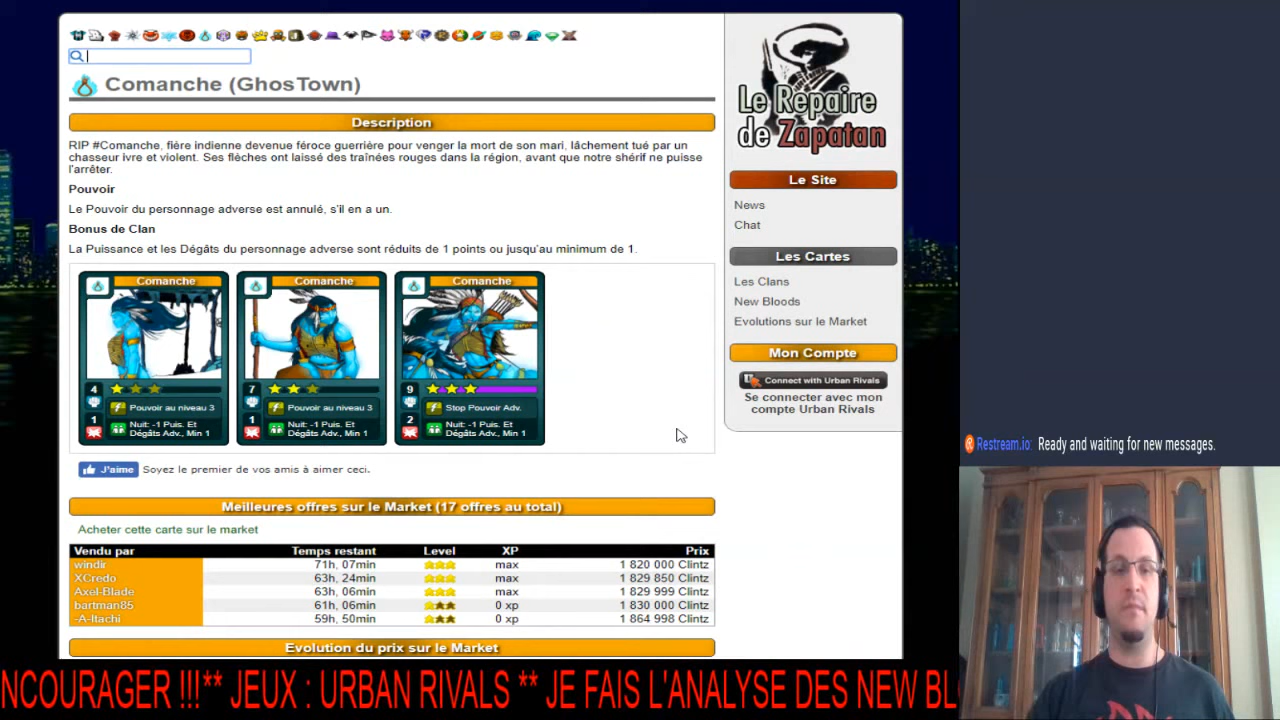 Comanche (GhosTown)
Description
RIP #Comanche, fière indienne devenue féroce guerrière pour venger la mort de son mari, lâchement tué par un
chasseur ivre et violent. Ses flèches ont laissé des traînées rouges dans la région, avant que notre shérif ne puisse
l'arrêter.
Pouvoir
Le Pouvoir du personnage adverse est annulé, s'il en a un.
Bonus de Clan
La Puissance et les Dégâts du personnage adverse sont réduits de 1 points ou jusqu'au minimum de 1.
Comanche
4
Pouvoir au niveau 3
1
Nuit: -1 Puis. Et
Dégâts Adv., Min 1
Comanche
7
Pouvoir au niveau 3
1
Nuit: -1 Puis. Et
Dégâts Adv., Min 1
Comanche
9
Stop Pouvoir Adv.
2
Nuit: -1 Puis. Et
Dégâts Adv., Min 1
J'aime Soyez le premier de vos amis à aimer ceci.
Meilleures offres sur le Market (17 offres au total)
Acheter cette carte sur le market
Vendu par Temps restant Level XP Prix
windir 71h, 07min max 1 820 000 Clintz
XCredo 63h, 24min max 1 829 850 Clintz
Axel-Blade 63h, 06min max 1 829 999 Clintz
bartman85 61h, 06min 0 xp 1 830 000 Clintz
-A-Itachi 59h, 50min 0 xp 1 864 998 Clintz
Evolution du prix sur le Market
Le Repaire
de Zapatan
Le Site
News
Chat
Les Cartes
Les Clans
New Bloods
Evolutions sur le Market
Mon Compte
Connect with Urban Rivals
Se connecter avec mon
compte Urban Rivals
Restream.io: Ready and waiting for new messages.
NCOURAGER !!!** JEUX : URBAN RIVALS ** JE FAIS L'ANALYSE DES NEW BLO